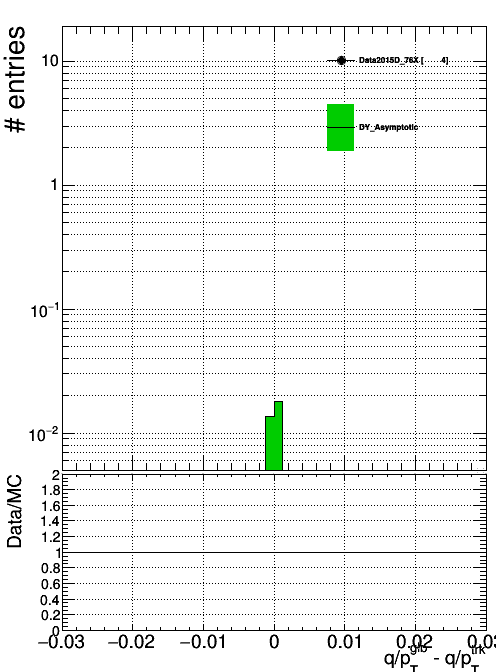 # entries
10
1
10⁻¹
10⁻²
Data2015D_76X [ 4]
DY_Asymptotic
Data/MC
2
1.8
1.6
1.4
1.2
1
0.8
0.6
0.4
0.2
0
−0.03 −0.02 −0.01 0 0.01 0.02 0.03
q/p_T^glb - q/p_T^trk